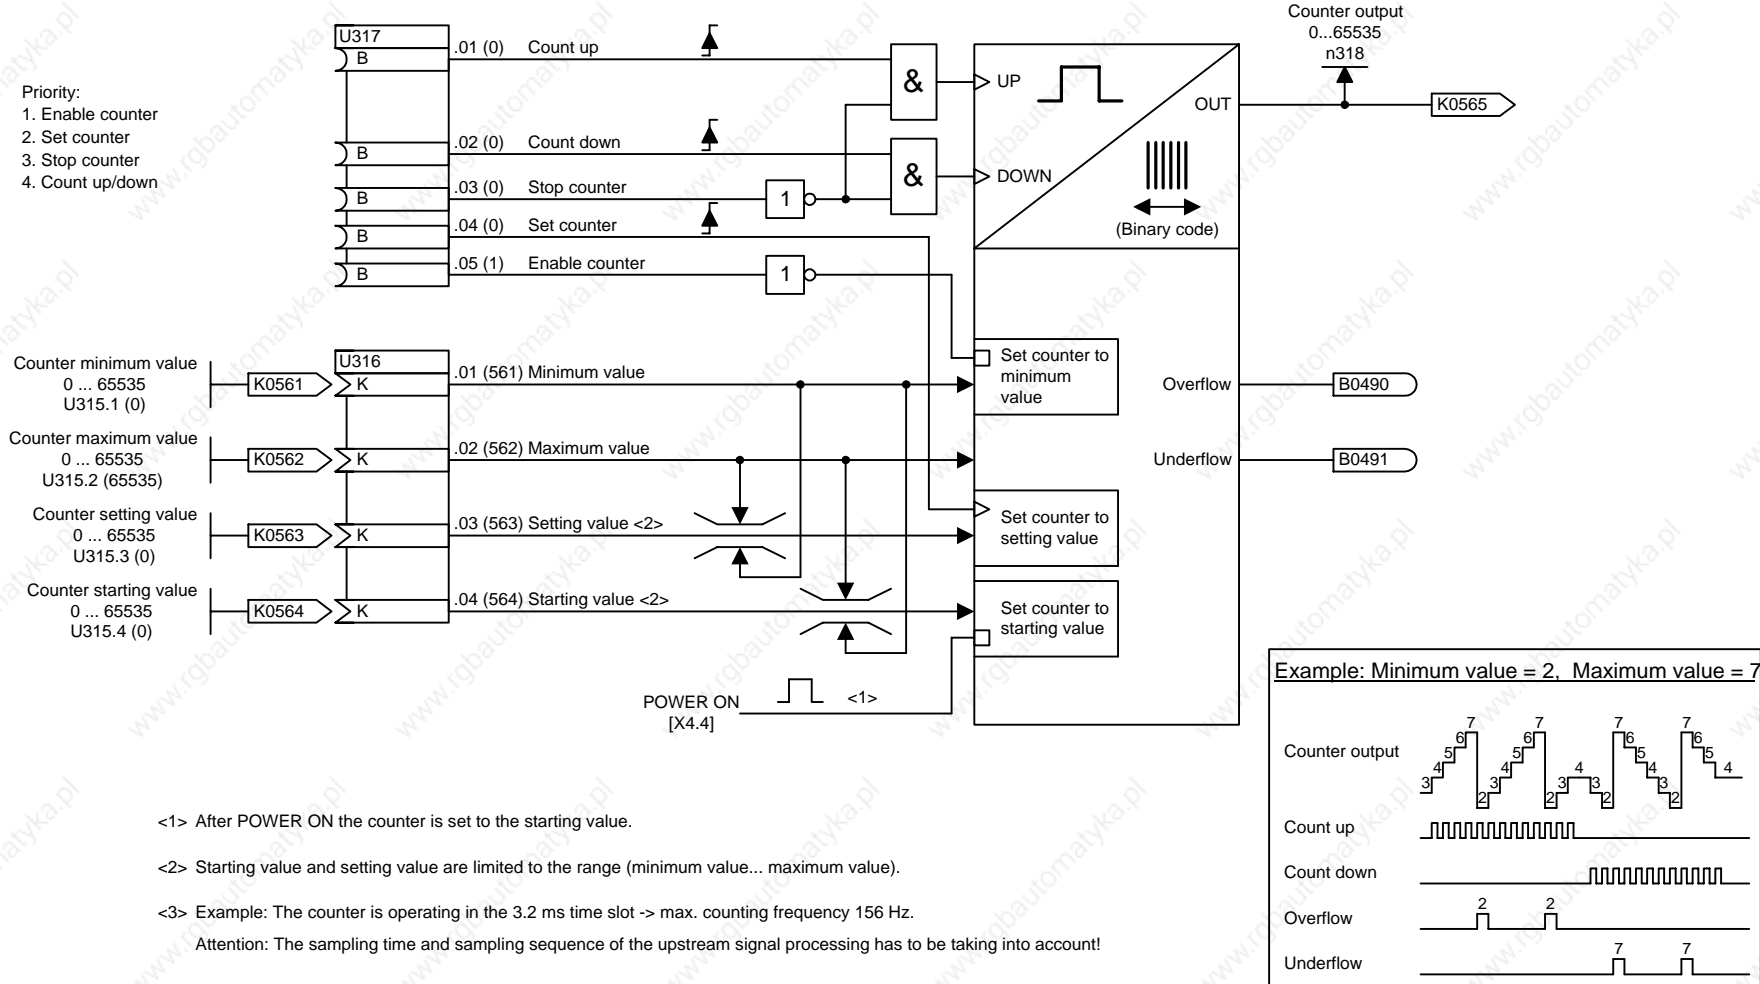 Priority:
1. Enable counter
2. Set counter
3. Stop counter
4. Count up/down
U317
B
.01 (0) Count up
B
.02 (0) Count down
B
.03 (0) Stop counter
B
.04 (0) Set counter
B
.05 (1) Enable counter
1
1
&
&
UP
DOWN
OUT
(Binary code)
Counter output
0...65535
n318
K0565
Counter minimum value
0 ... 65535
U315.1 (0)
K0561
U316
K
.01 (561) Minimum value
Set counter to
minimum
value
Overflow
B0490
Counter maximum value
0 ... 65535
U315.2 (65535)
K0562
K
.02 (562) Maximum value
Underflow
B0491
Counter setting value
0 ... 65535
U315.3 (0)
K0563
K
.03 (563) Setting value <2>
Set counter to
setting value
Counter starting value
0 ... 65535
U315.4 (0)
K0564
K
.04 (564) Starting value <2>
Set counter to
starting value
POWER ON
[X4.4]
<1>
<1> After POWER ON the counter is set to the starting value.
<2> Starting value and setting value are limited to the range (minimum value... maximum value).
<3> Example: The counter is operating in the 3.2 ms time slot -> max. counting frequency 156 Hz.
Attention: The sampling time and sampling sequence of the upstream signal processing has to be taking into account!
Example: Minimum value = 2, Maximum value = 7
Counter output
3 4 5 6 7 2 3 4 5 6 7 2 3 4 3 2 7 6 5 4 3 2 7 6 5 4
Count up
Count down
Overflow
2 2
Underflow
7 7
www.rgbautomatyka.pl